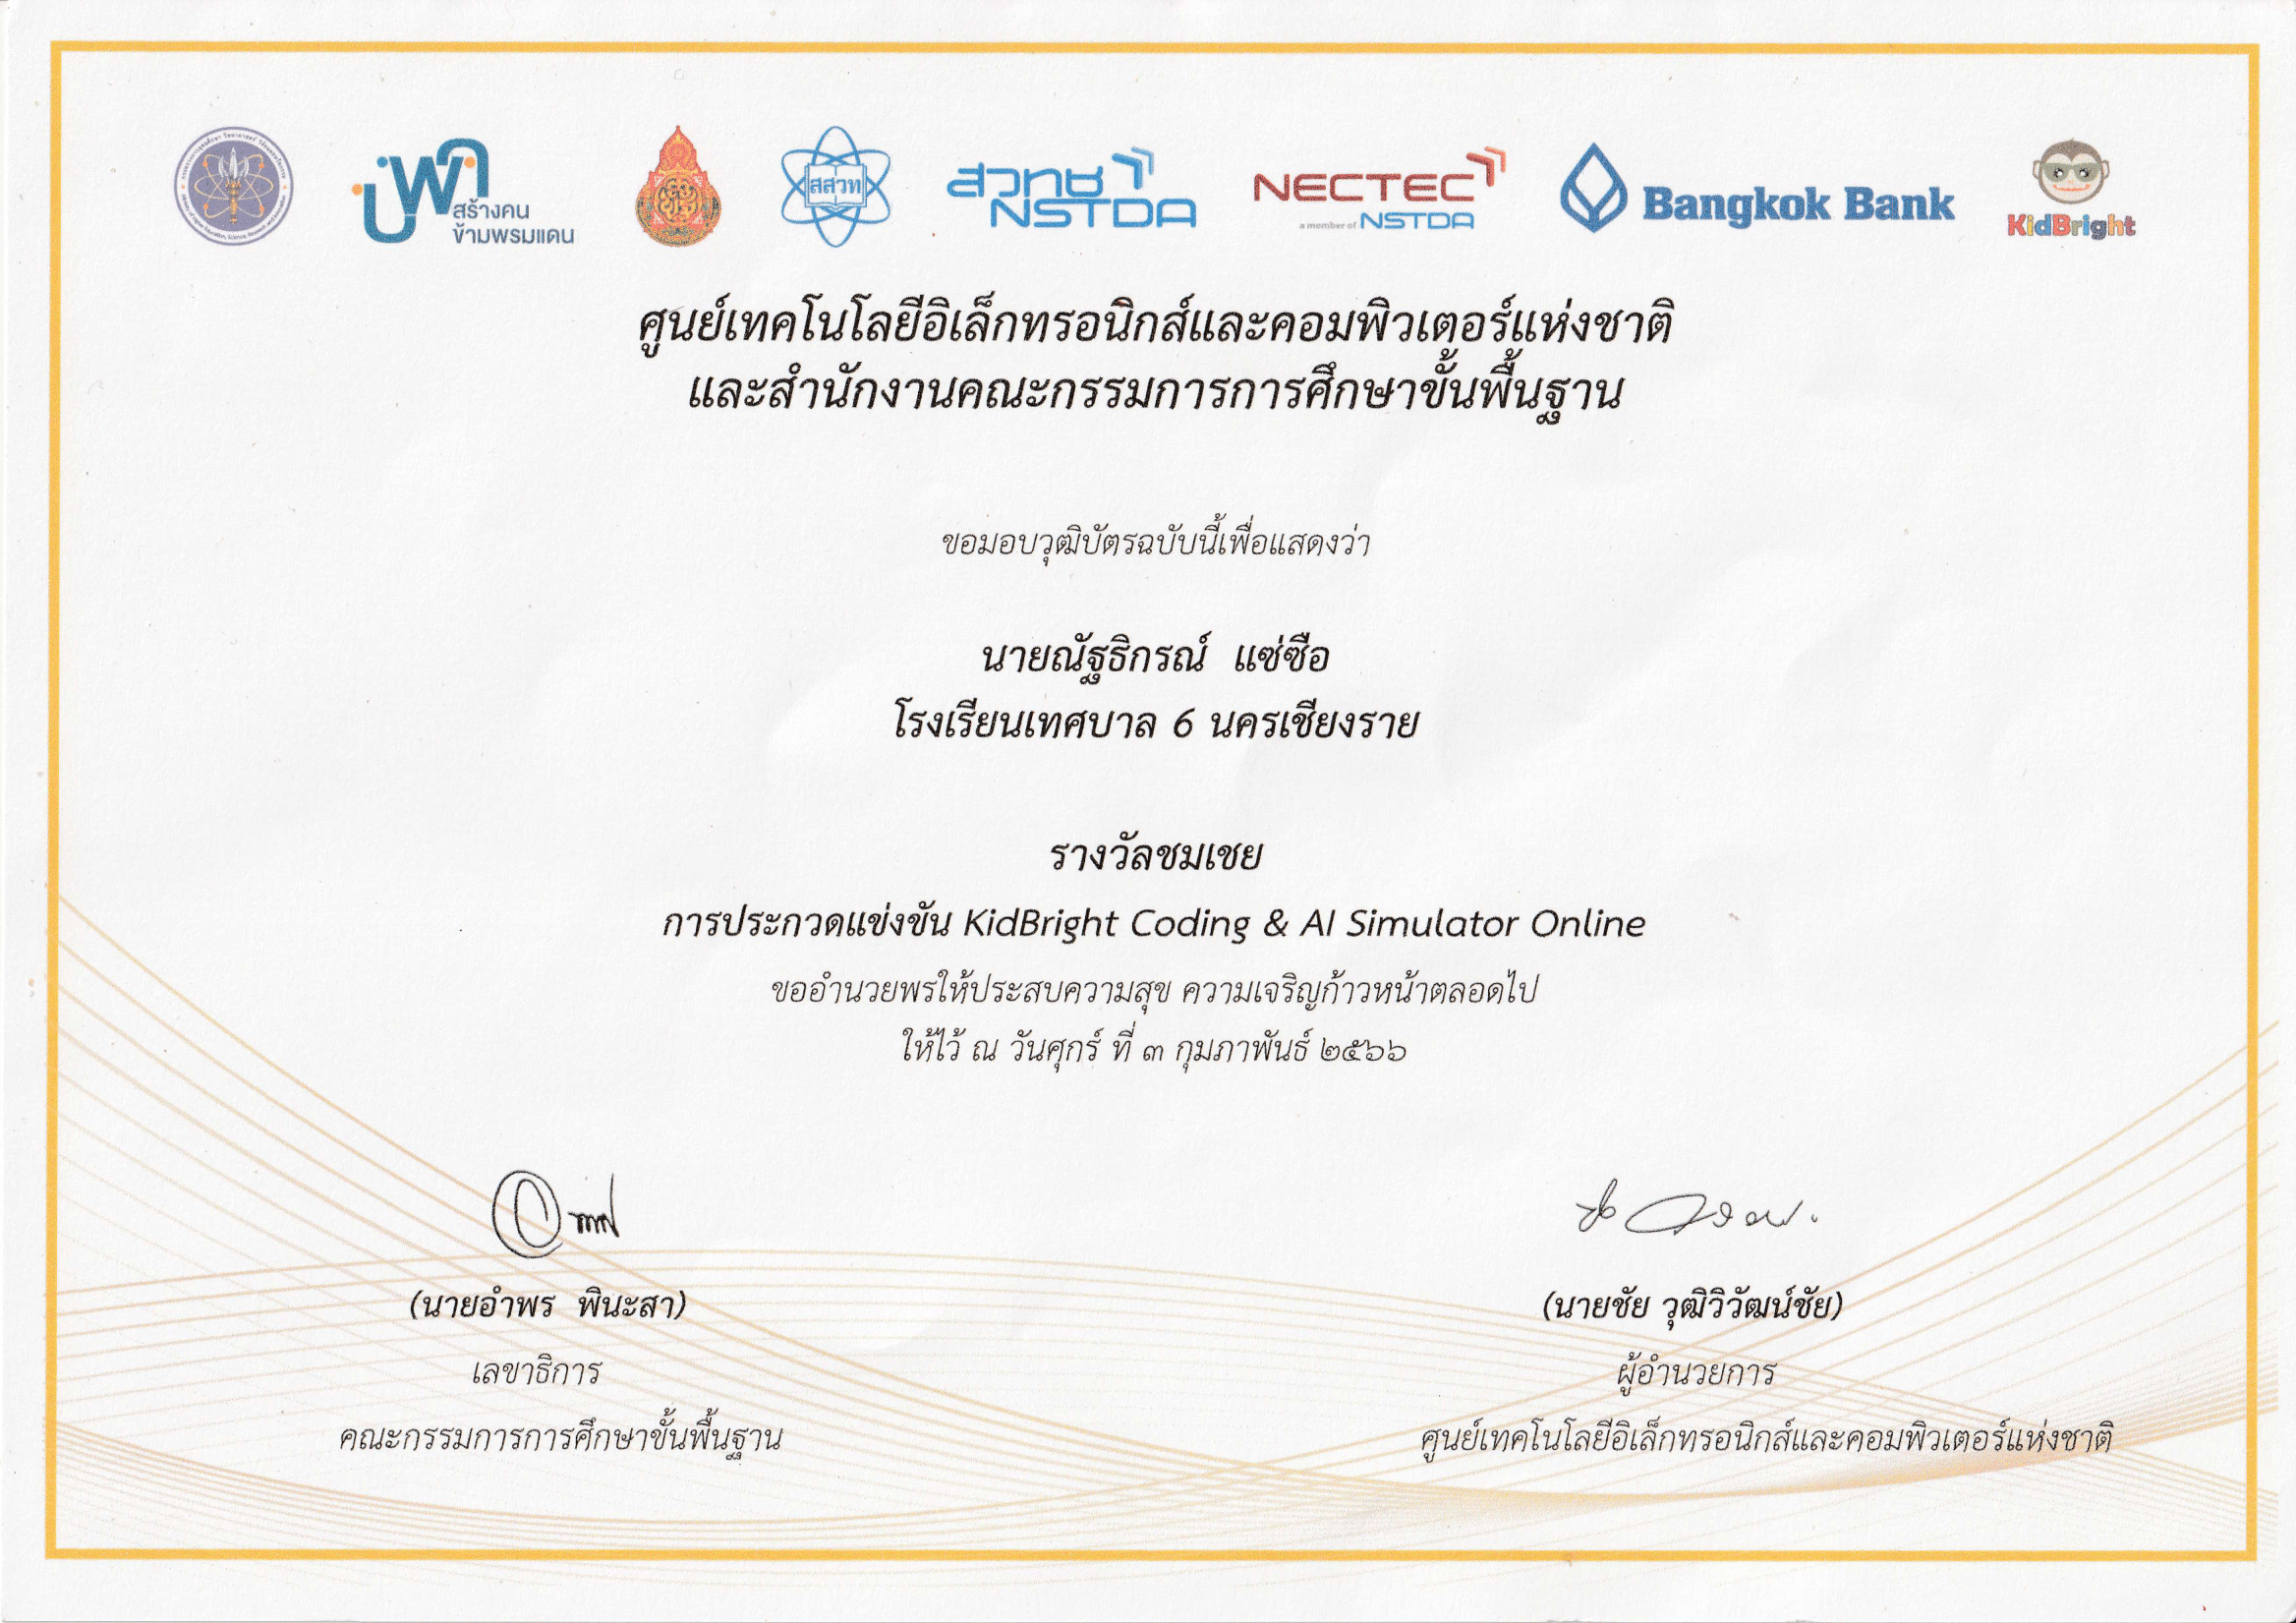 บพค
สร้างคน
ข้ามพรมแดน
สสวท
สวทช
NSTDA
NECTEC
a member of NSTDA
Bangkok Bank
KidBright
ศูนย์เทคโนโลยีอิเล็กทรอนิกส์และคอมพิวเตอร์แห่งชาติ
และสำนักงานคณะกรรมการการศึกษาขั้นพื้นฐาน
ขอมอบวุฒิบัตรฉบับนี้เพื่อแสดงว่า
นายณัฐธิกรณ์ แซ่ซือ
โรงเรียนเทศบาล 6 นครเชียงราย
รางวัลชมเชย
การประกวดแข่งขัน KidBright Coding & AI Simulator Online
ขออำนวยพรให้ประสบความสุข ความเจริญก้าวหน้าตลอดไป
ให้ไว้ ณ วันศุกร์ ที่ ๓ กุมภาพันธ์ ๒๕๖๖
(นายอำพร พินะสา)
เลขาธิการ
คณะกรรมการการศึกษาขั้นพื้นฐาน
(นายชัย วุฒิวิวัฒน์ชัย)
ผู้อำนวยการ
ศูนย์เทคโนโลยีอิเล็กทรอนิกส์และคอมพิวเตอร์แห่งชาติ